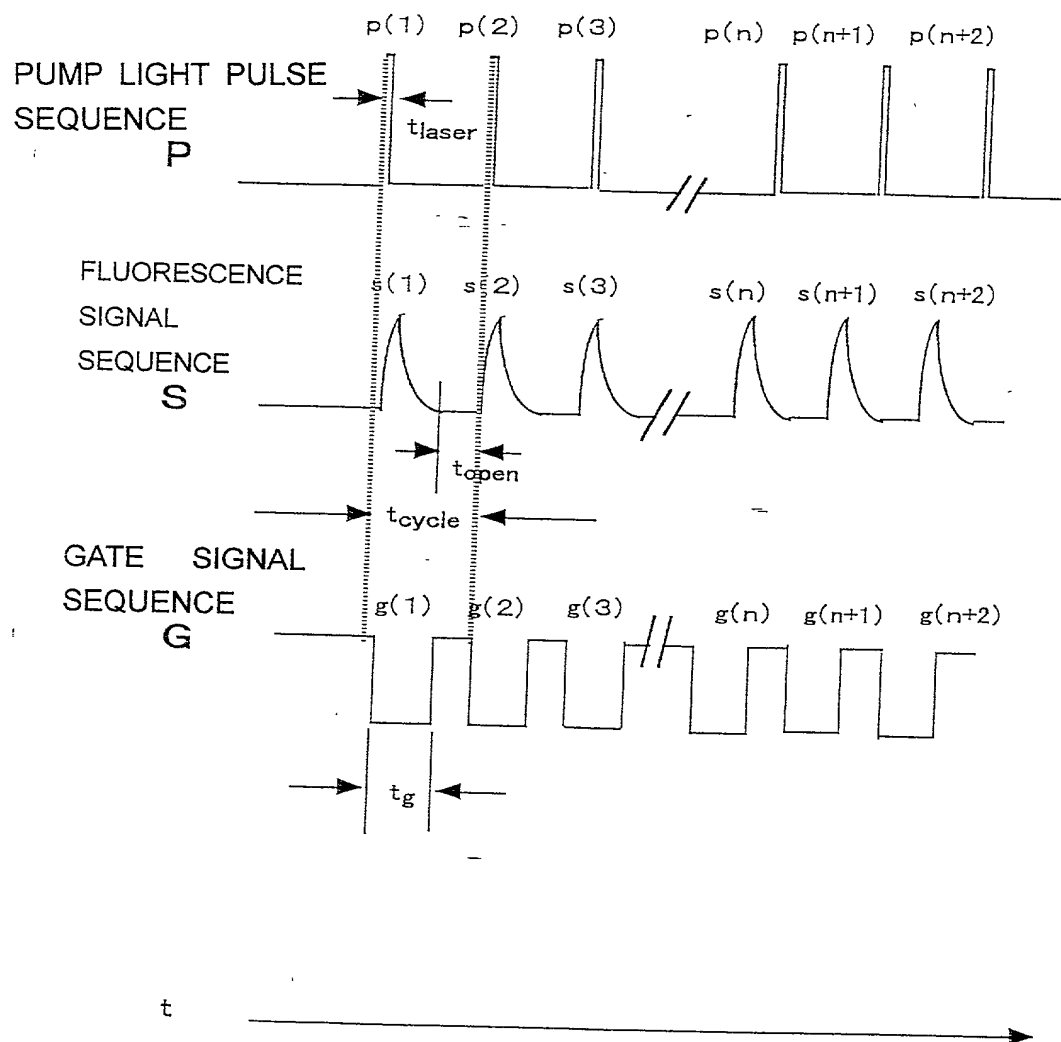 p(1) p(2) p(3) p(n) p(n+1) p(n+2)
PUMP LIGHT PULSE
SEQUENCE
P
tlaser
FLUORESCENCE
SIGNAL
SEQUENCE
S
s(1) s(2) s(3) s(n) s(n+1) s(n+2)
topen
tcycle
GATE SIGNAL
SEQUENCE
G
g(1) g(2) g(3) g(n) g(n+1) g(n+2)
tg
t